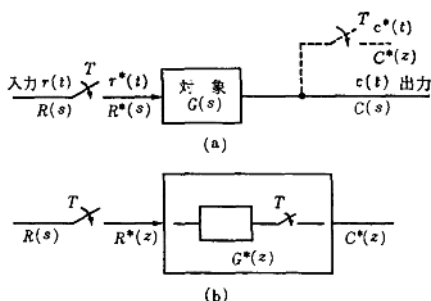 T c*(t)
C*(z)
入力 r(t) T r*(t) 対象 c(t) 出力
R(s) R*(s) G(s) C(s)
(a)
T
R(s) T R*(z) C*(z)
G*(z)
(b)